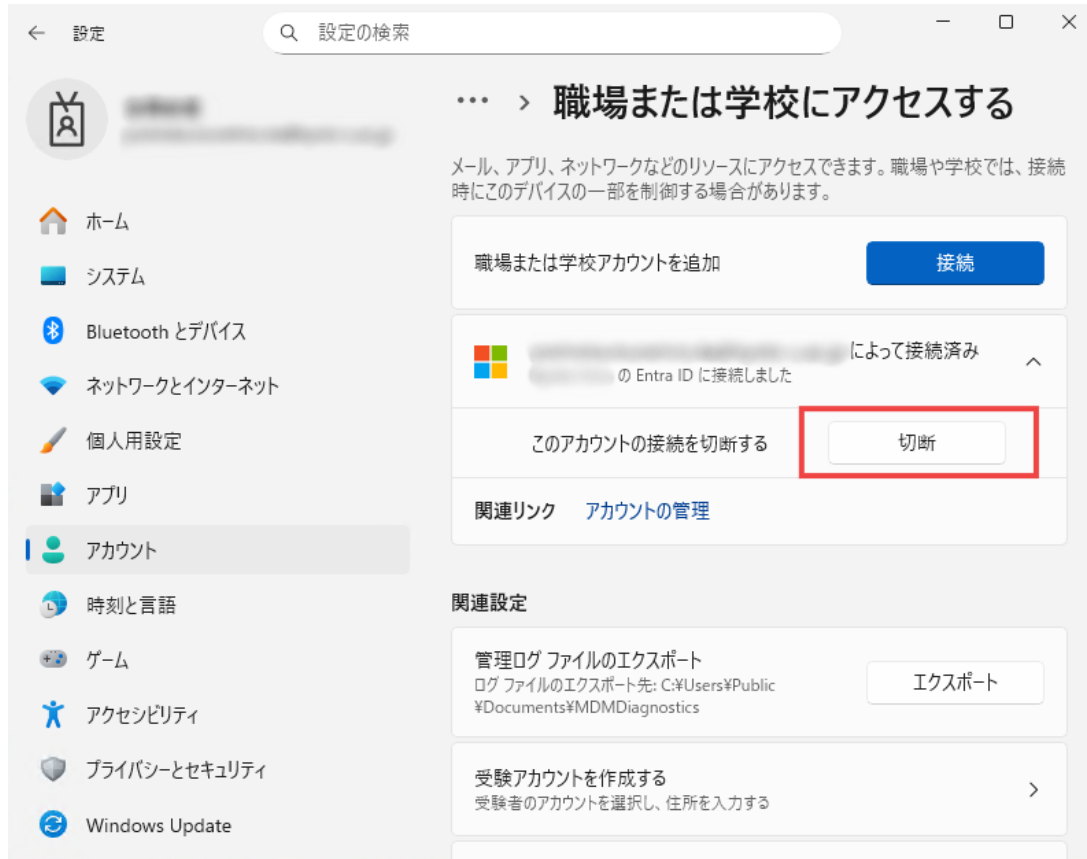 設定
設定の検索
ホーム
システム
Bluetooth とデバイス
ネットワークとインターネット
個人用設定
アプリ
アカウント
時刻と言語
ゲーム
アクセシビリティ
プライバシーとセキュリティ
Windows Update
… › 職場または学校にアクセスする
メール、アプリ、ネットワークなどのリソースにアクセスできます。職場や学校では、接続
時にこのデバイスの一部を制御する場合があります。
職場または学校アカウントを追加
接続
によって接続済み
の Entra ID に接続しました
このアカウントの接続を切断する
切断
関連リンク アカウントの管理
関連設定
管理ログ ファイルのエクスポート
ログ ファイルのエクスポート先: C:¥Users¥Public
¥Documents¥MDMDiagnostics
エクスポート
受験アカウントを作成する
受験者のアカウントを選択し、住所を入力する